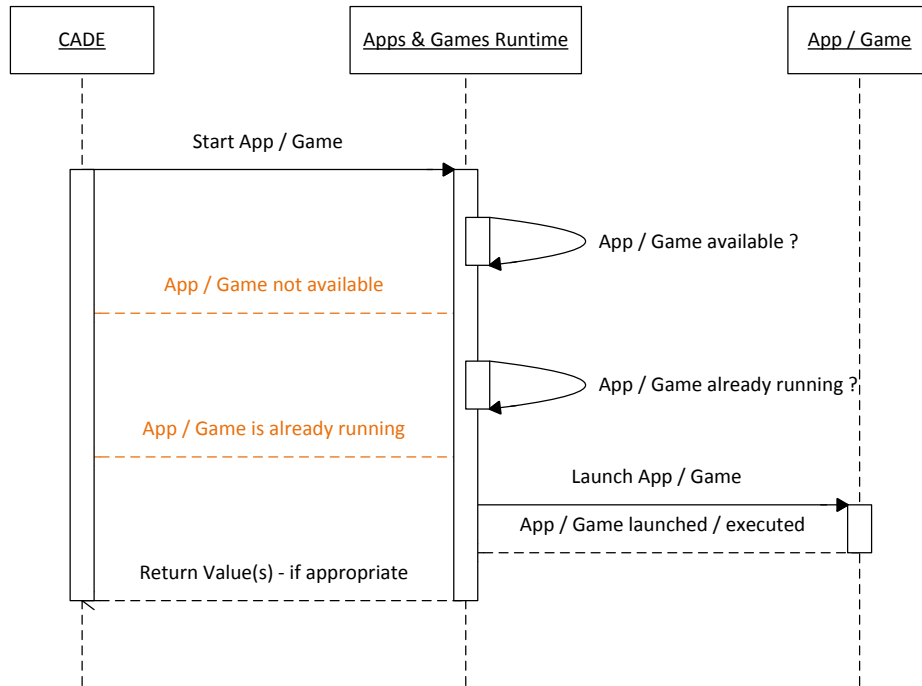 CADE
Apps & Games Runtime
App / Game
Start App / Game
App / Game available ?
App / Game not available
App / Game already running ?
App / Game is already running
Launch App / Game
App / Game launched / executed
Return Value(s) - if appropriate